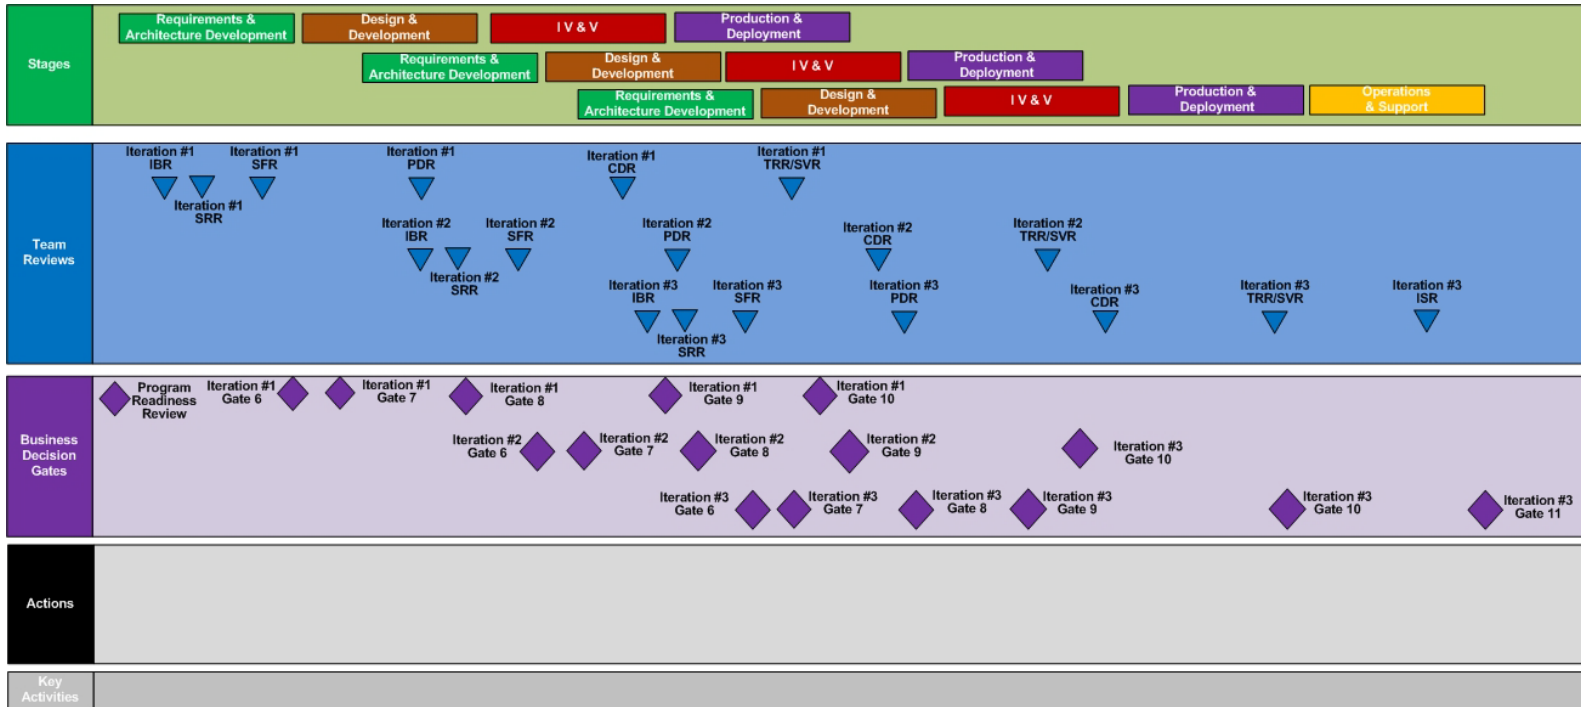 Stages
Requirements &
Architecture Development
Design &
Development
I V & V
Production &
Deployment
Requirements &
Architecture Development
Design &
Development
I V & V
Production &
Deployment
Requirements &
Architecture Development
Design &
Development
I V & V
Production &
Deployment
Operations
& Support
Team
Reviews
Iteration #1
IBR
Iteration #1
SRR
Iteration #1
SFR
Iteration #1
PDR
Iteration #1
CDR
Iteration #1
TRR/SVR
Iteration #2
IBR
Iteration #2
SRR
Iteration #2
SFR
Iteration #2
PDR
Iteration #2
CDR
Iteration #2
TRR/SVR
Iteration #3
IBR
Iteration #3
SRR
Iteration #3
SFR
Iteration #3
PDR
Iteration #3
CDR
Iteration #3
TRR/SVR
Iteration #3
ISR
Business
Decision
Gates
Program
Readiness
Review
Iteration #1
Gate 6
Iteration #1
Gate 7
Iteration #1
Gate 8
Iteration #1
Gate 9
Iteration #1
Gate 10
Iteration #2
Gate 6
Iteration #2
Gate 7
Iteration #2
Gate 8
Iteration #2
Gate 9
Iteration #3
Gate 10
Iteration #3
Gate 6
Iteration #3
Gate 7
Iteration #3
Gate 8
Iteration #3
Gate 9
Iteration #3
Gate 10
Iteration #3
Gate 11
Actions
Key
Activities